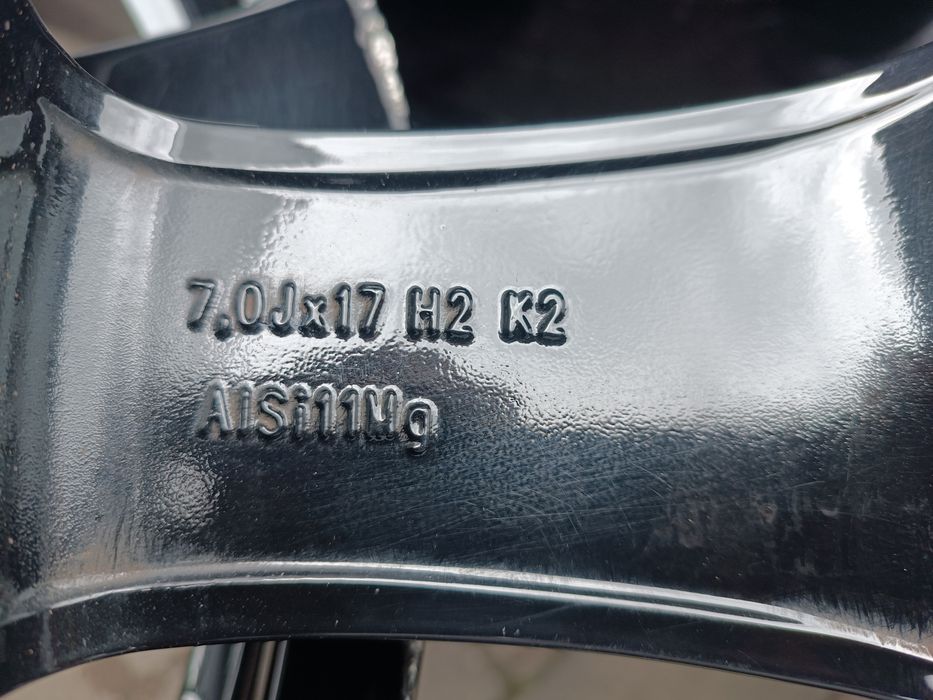 7,0Jx17 H2 K2
AlSi11Mg